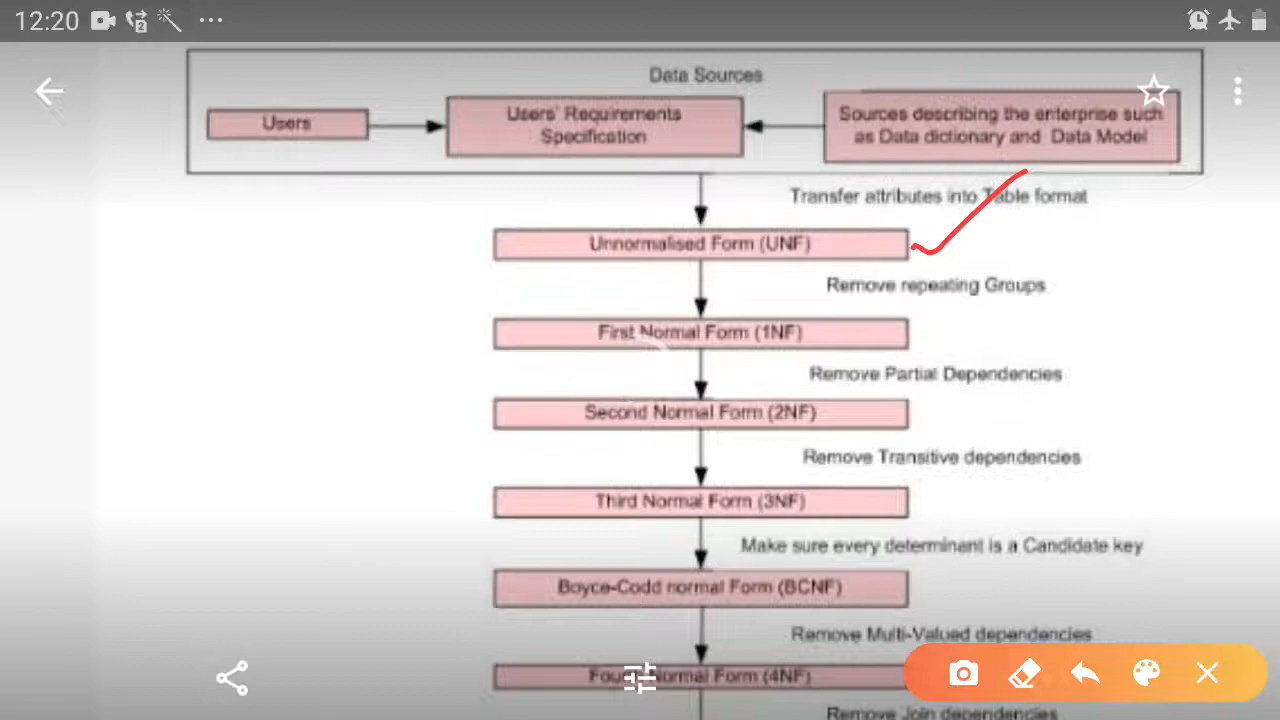 12:20
Data Sources
Users
Users' Requirements
Specification
Sources describing the enterprise such
as Data dictionary and Data Model
Transfer attributes into Table format
Unnormalised Form (UNF)
Remove repeating Groups
First Normal Form (1NF)
Remove Partial Dependencies
Second Normal Form (2NF)
Remove Transitive dependencies
Third Normal Form (3NF)
Make sure every determinant is a Candidate key
Boyce-Codd normal Form (BCNF)
Remove Multi-Valued dependencies
Fourth Normal Form (4NF)
Remove Join dependencies